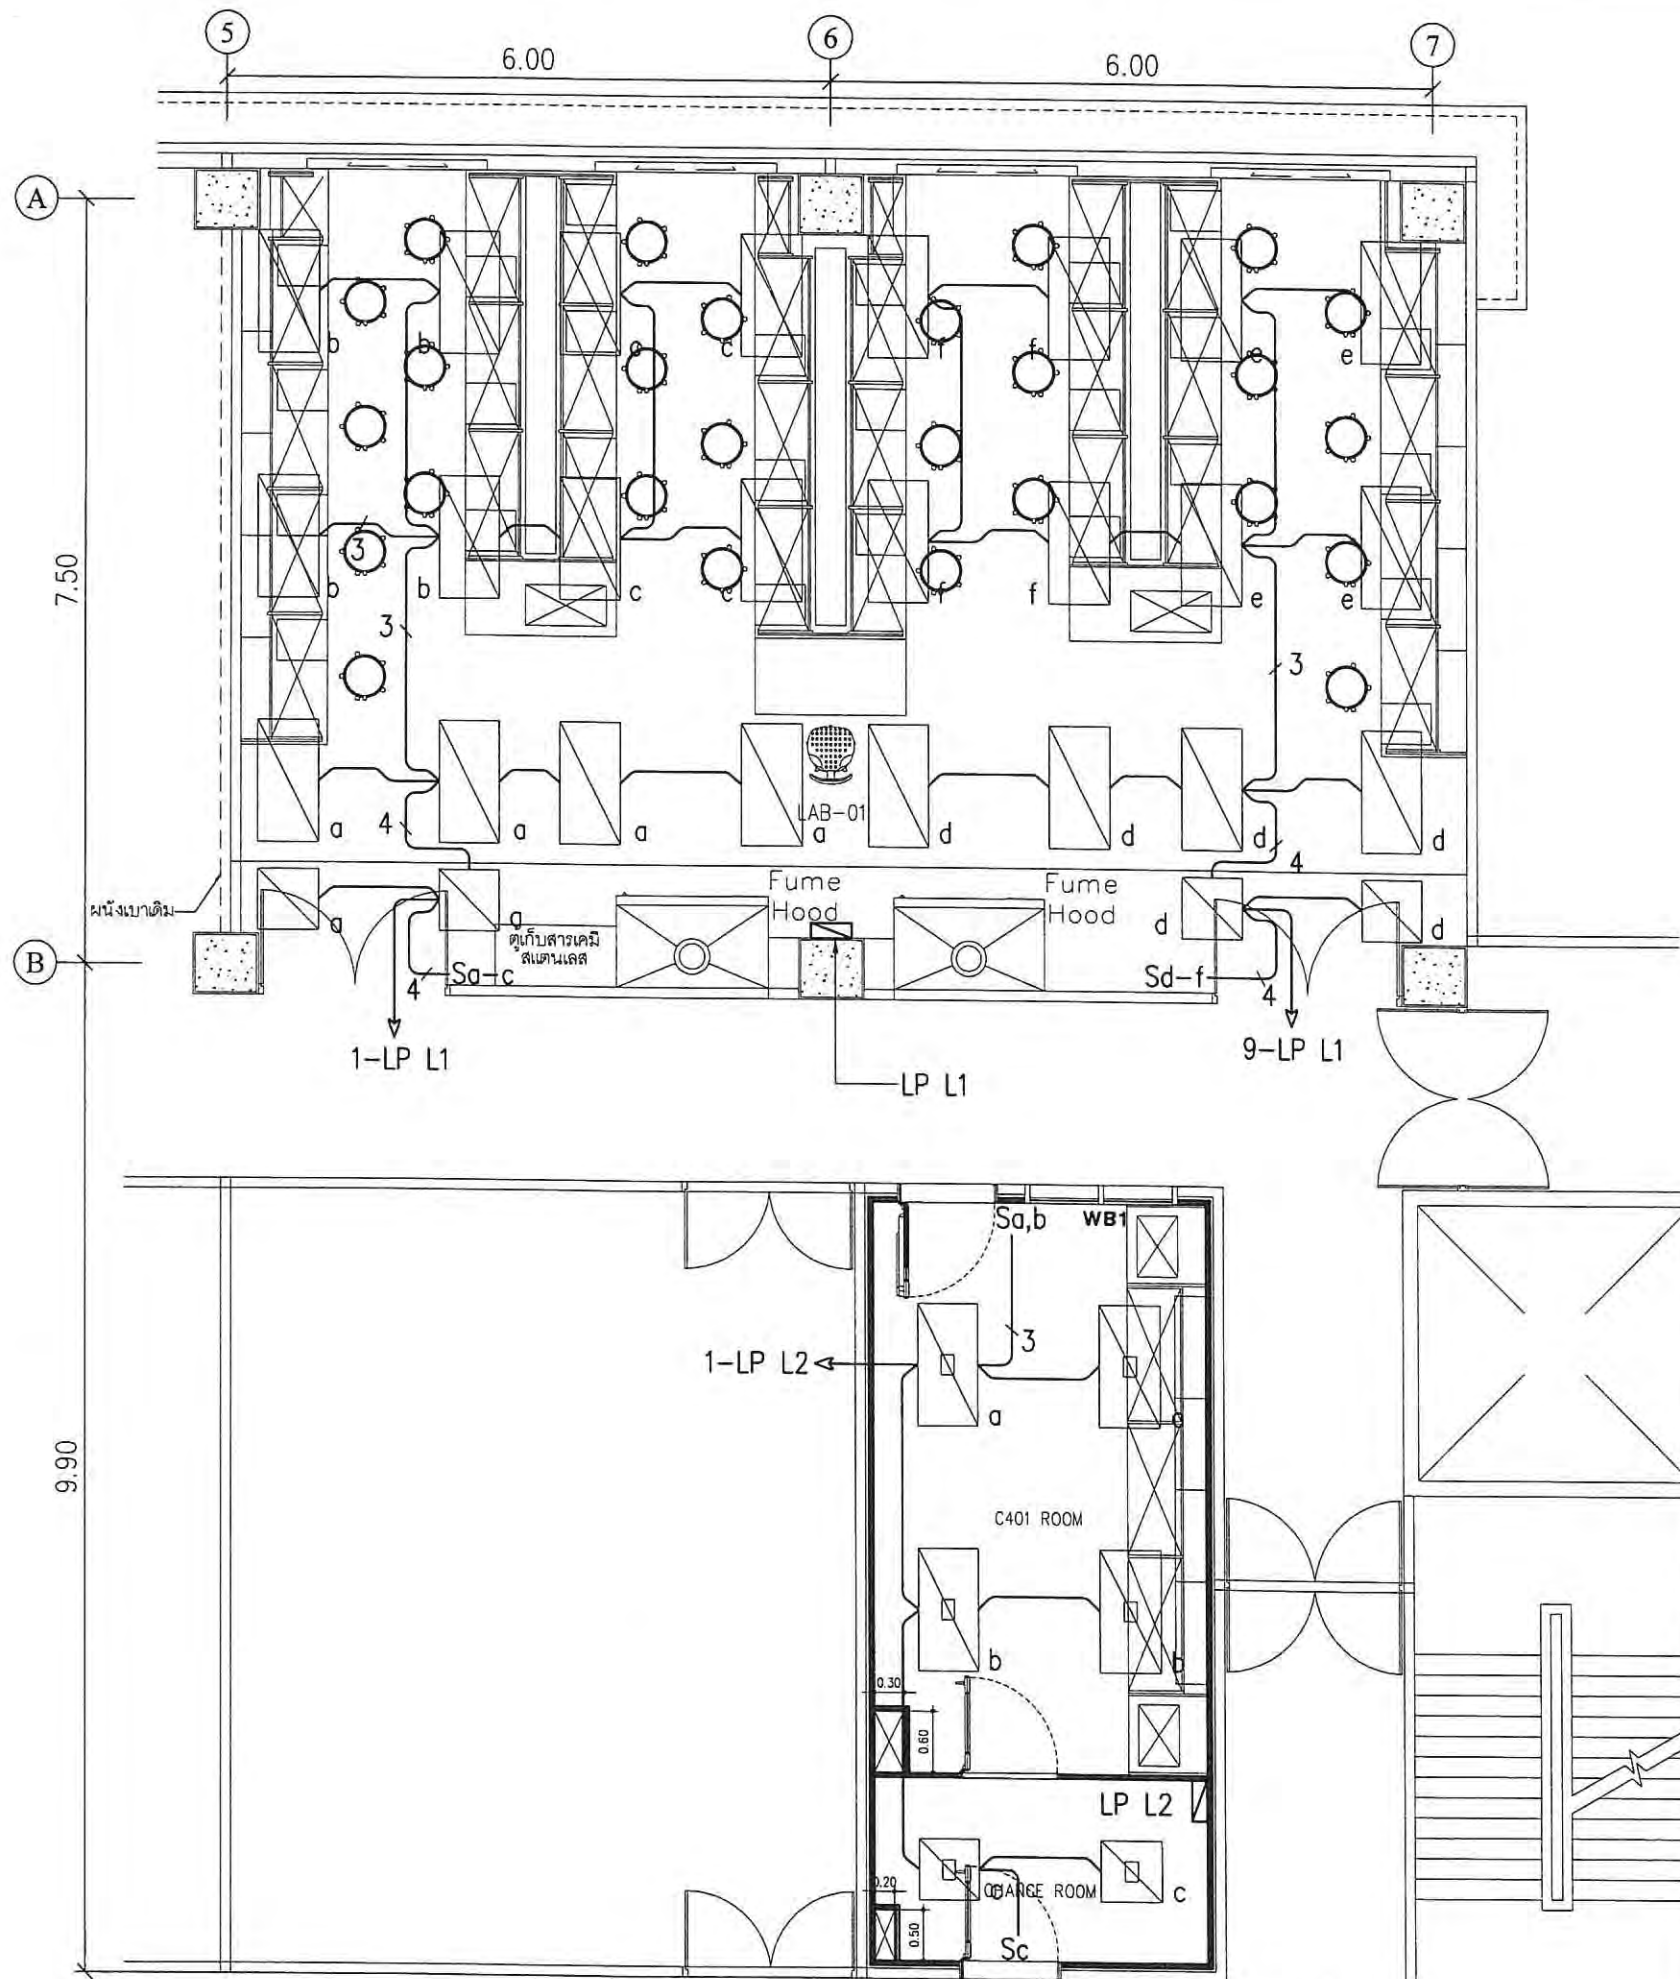 5
6
7
6.00
6.00
A
b
b
c
c
f
f
e
e
3
7.50
b
b
c
c
f
f
e
e
3
3
LAB-01
a
4
a
a
a
d
d
d
d
4
ผนังเบาเดิม
a
a
Fume
Hood
Fume
Hood
d
d
ตู้เก็บสารเคมี
สแตนเลส
B
4
Sa-c
Sd-f
4
1-LP L1
9-LP L1
LP L1
Sa,b
WB1
3
1-LP L2
a
a
9.90
C401 ROOM
b
b
0.30
0.60
LP L2
0.20
c
CHANGE ROOM
c
0.50
Sc